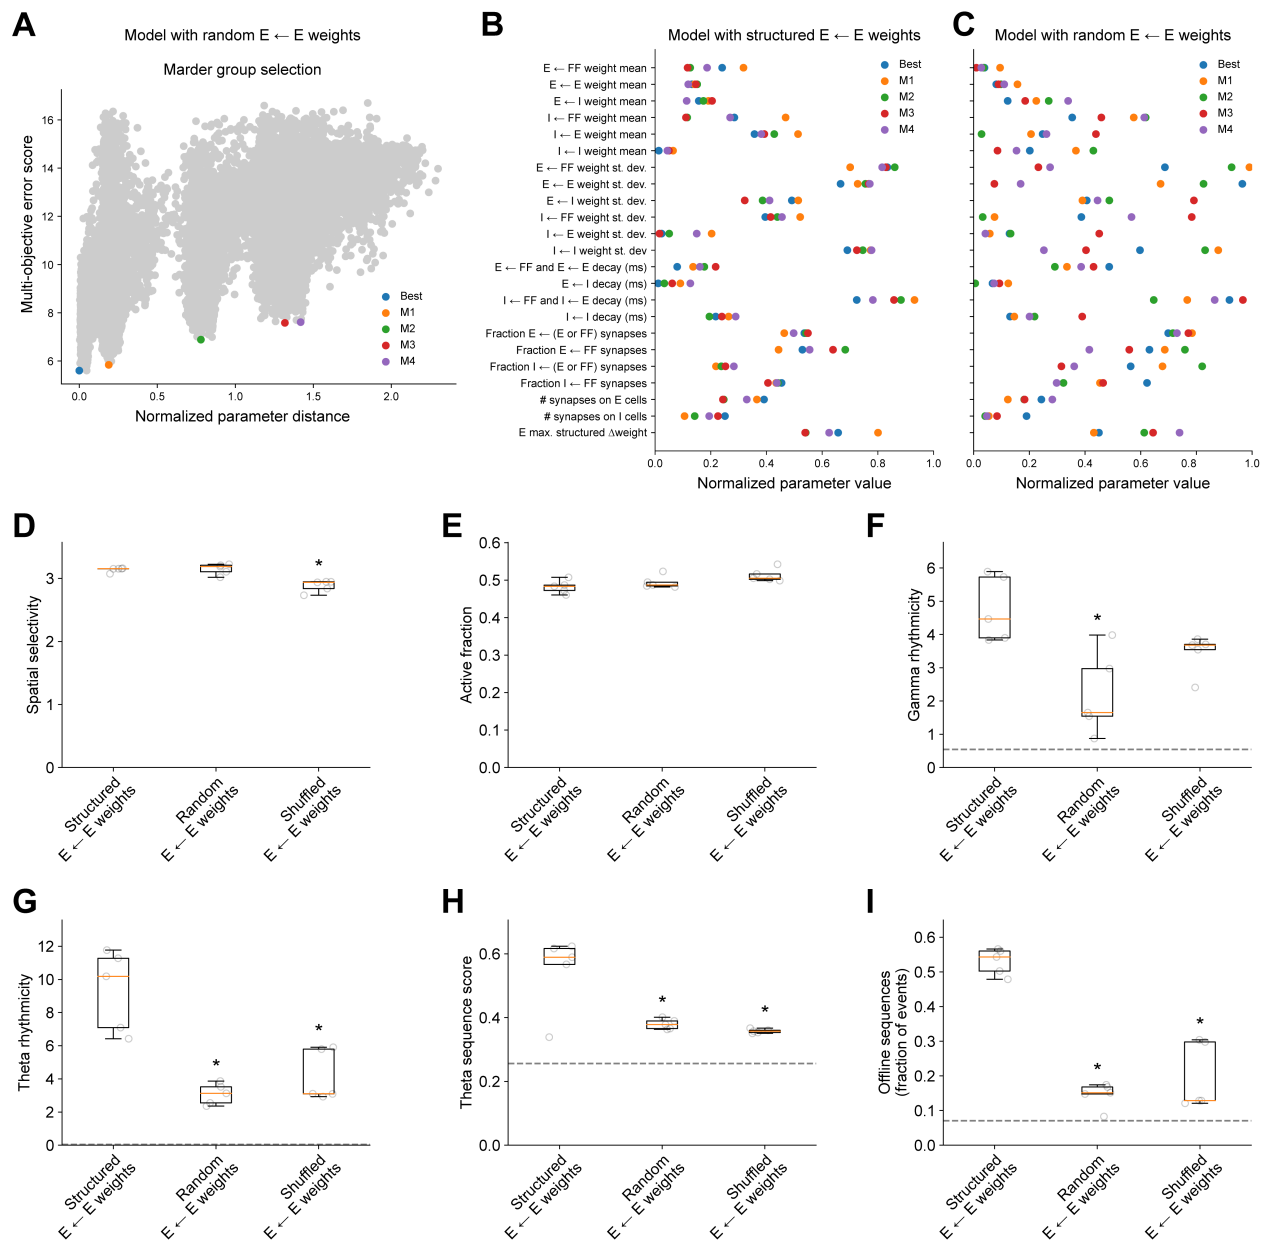 A
Model with random E ← E weights
Marder group selection
Multi-objective error score
16
14
12
10
8
6
0.0
0.5
1.0
1.5
2.0
Normalized parameter distance
Best
M1
M2
M3
M4
B
Model with structured E ← E weights
E ← FF weight mean
E ← E weight mean
E ← I weight mean
I ← FF weight mean
I ← E weight mean
I ← I weight mean
E ← FF weight st. dev.
E ← E weight st. dev.
E ← I weight st. dev.
I ← FF weight st. dev.
I ← E weight st. dev.
I ← I weight st. dev
E ← FF and E ← E decay (ms)
E ← I decay (ms)
I ← FF and I ← E decay (ms)
I ← I decay (ms)
Fraction E ← (E or FF) synapses
Fraction E ← FF synapses
Fraction I ← (E or FF) synapses
Fraction I ← FF synapses
# synapses on E cells
# synapses on I cells
E max. structured Δweight
Best
M1
M2
M3
M4
0.0
0.2
0.4
0.6
0.8
1.0
Normalized parameter value
C
Model with random E ← E weights
Best
M1
M2
M3
M4
0.0
0.2
0.4
0.6
0.8
1.0
Normalized parameter value
D
Spatial selectivity
3
2
1
0
*
Structured
E ← E weights
Random
E ← E weights
Shuffled
E ← E weights
E
Active fraction
0.6
0.5
0.4
0.3
0.2
0.1
0.0
Structured
E ← E weights
Random
E ← E weights
Shuffled
E ← E weights
F
Gamma rhythmicity
6
5
4
3
2
1
0
*
Structured
E ← E weights
Random
E ← E weights
Shuffled
E ← E weights
G
Theta rhythmicity
12
10
8
6
4
2
0
*
*
Structured
E ← E weights
Random
E ← E weights
Shuffled
E ← E weights
H
Theta sequence score
0.6
0.4
0.2
0.0
*
*
Structured
E ← E weights
Random
E ← E weights
Shuffled
E ← E weights
I
Offline sequences
(fraction of events)
0.6
0.5
0.4
0.3
0.2
0.1
0.0
*
*
Structured
E ← E weights
Random
E ← E weights
Shuffled
E ← E weights